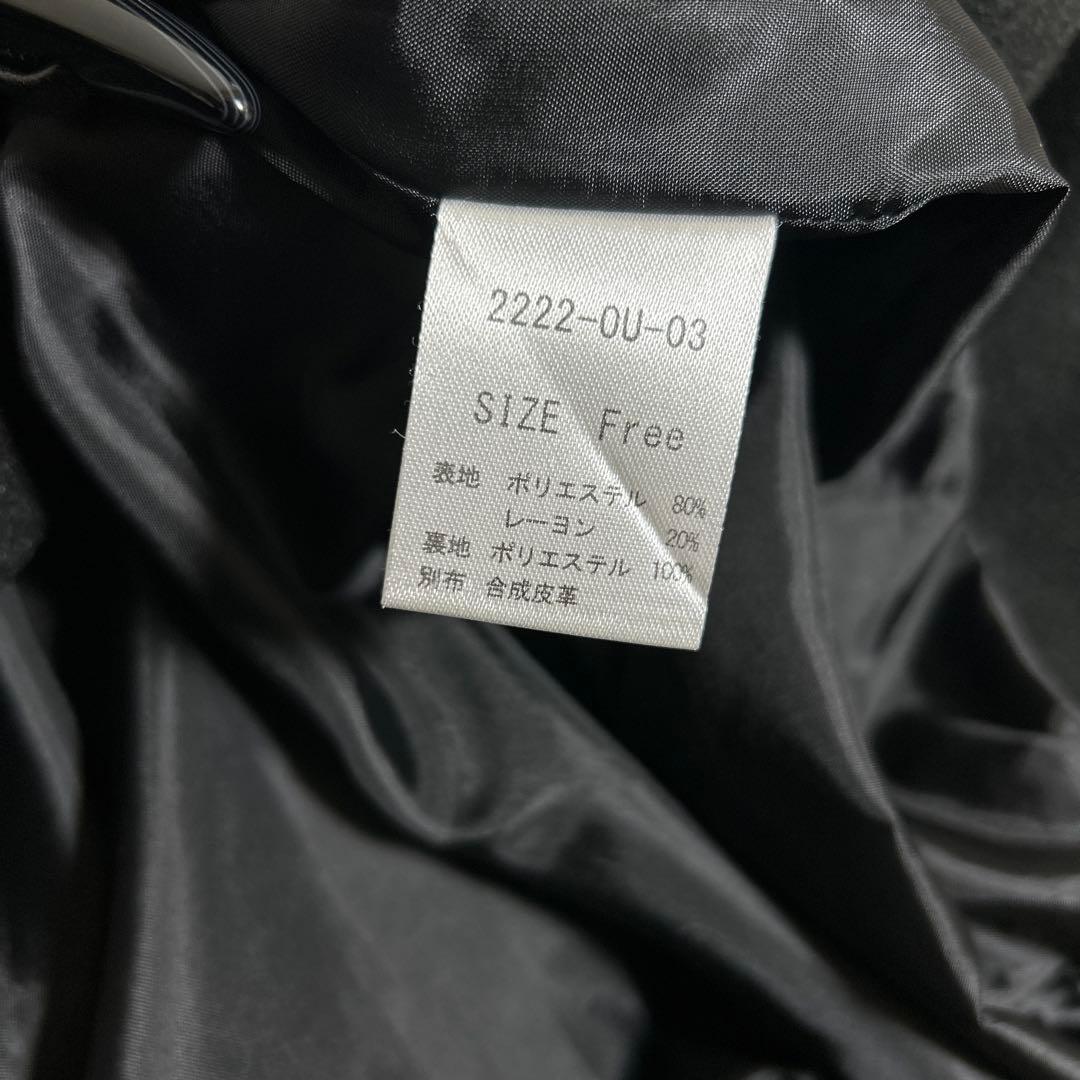 2222-OU-03
SIZE Free
表地 ポリエステル 80%
レーヨン 20%
裏地 ポリエステル 100%
別布 合成皮革